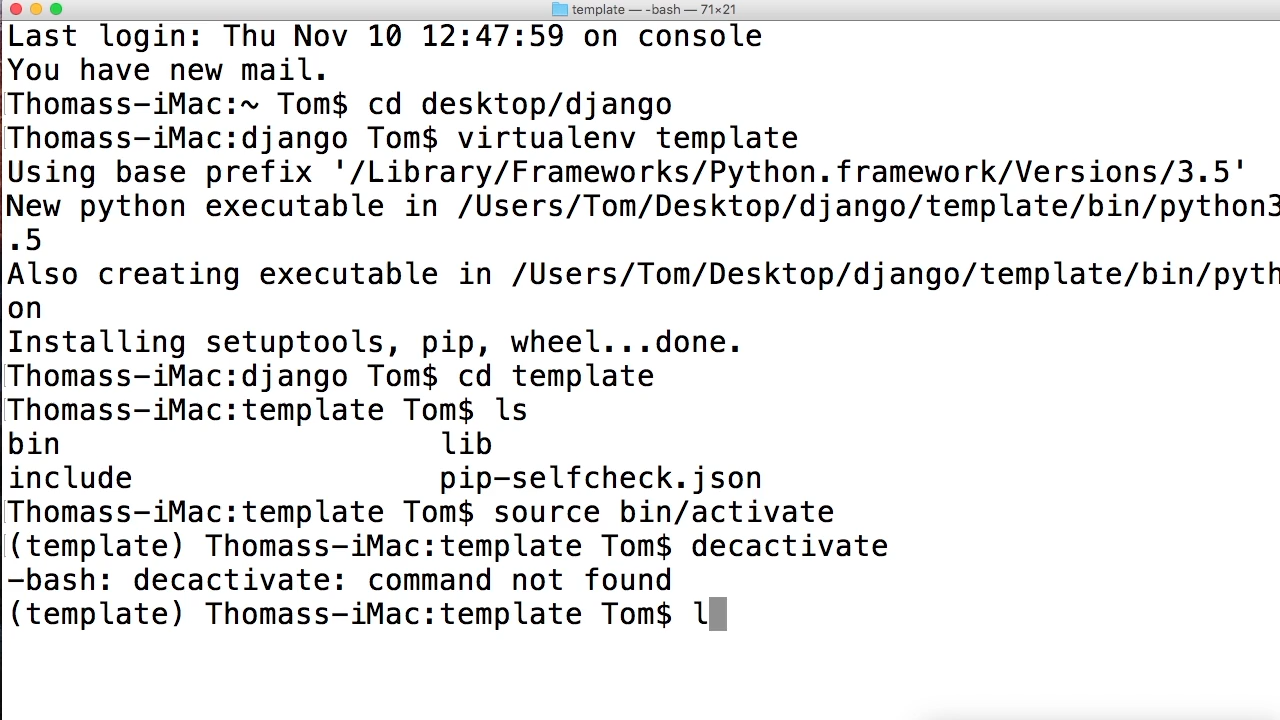 template — -bash — 71×21
Last login: Thu Nov 10 12:47:59 on console
You have new mail.
Thomass-iMac:~ Tom$ cd desktop/django
Thomass-iMac:django Tom$ virtualenv template
Using base prefix '/Library/Frameworks/Python.framework/Versions/3.5'
New python executable in /Users/Tom/Desktop/django/template/bin/python3
.5
Also creating executable in /Users/Tom/Desktop/django/template/bin/pyth
on
Installing setuptools, pip, wheel...done.
Thomass-iMac:django Tom$ cd template
Thomass-iMac:template Tom$ ls
bin lib
include pip-selfcheck.json
Thomass-iMac:template Tom$ source bin/activate
(template) Thomass-iMac:template Tom$ decactivate
-bash: decactivate: command not found
(template) Thomass-iMac:template Tom$ l